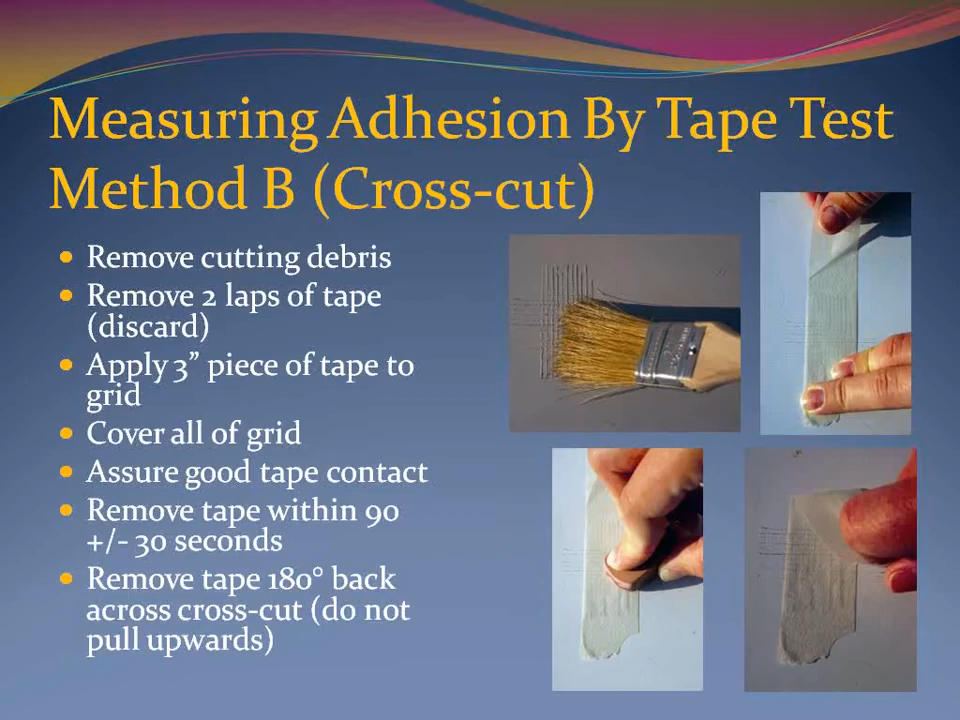 Measuring Adhesion By Tape Test
Method B (Cross-cut)
Remove cutting debris
Remove 2 laps of tape
(discard)
Apply 3” piece of tape to
grid
Cover all of grid
Assure good tape contact
Remove tape within 90
+/- 30 seconds
Remove tape 180° back
across cross-cut (do not
pull upwards)